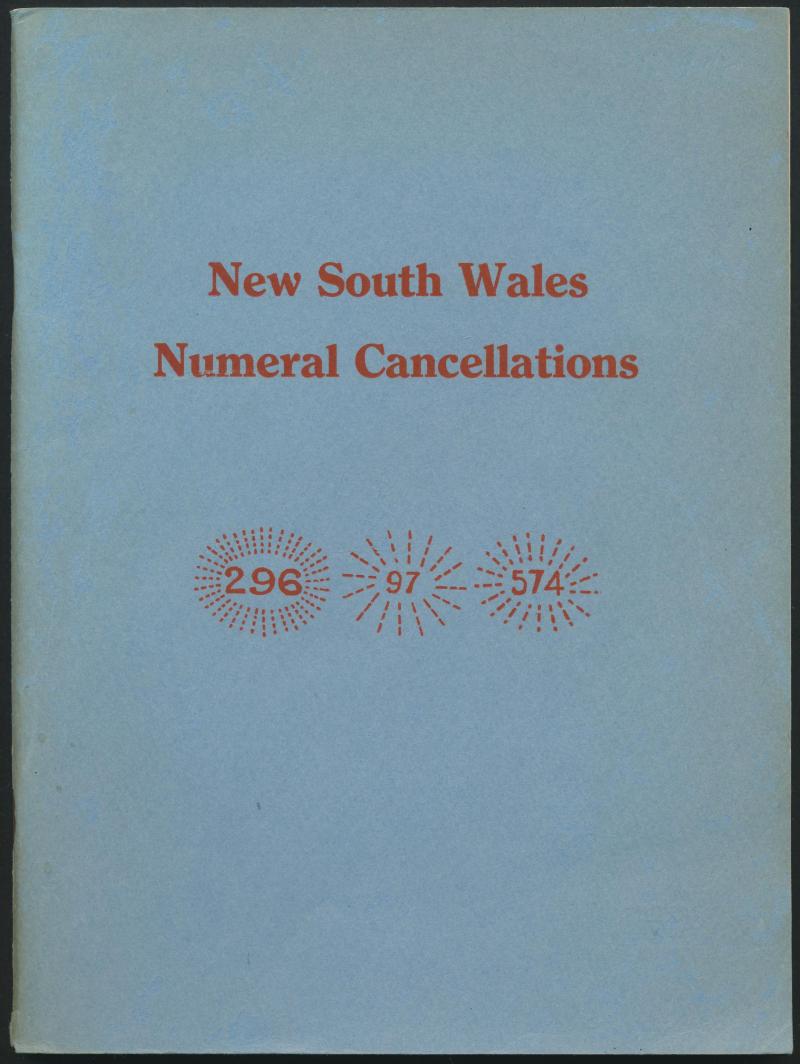 New South Wales
Numeral Cancellations
296 97 574